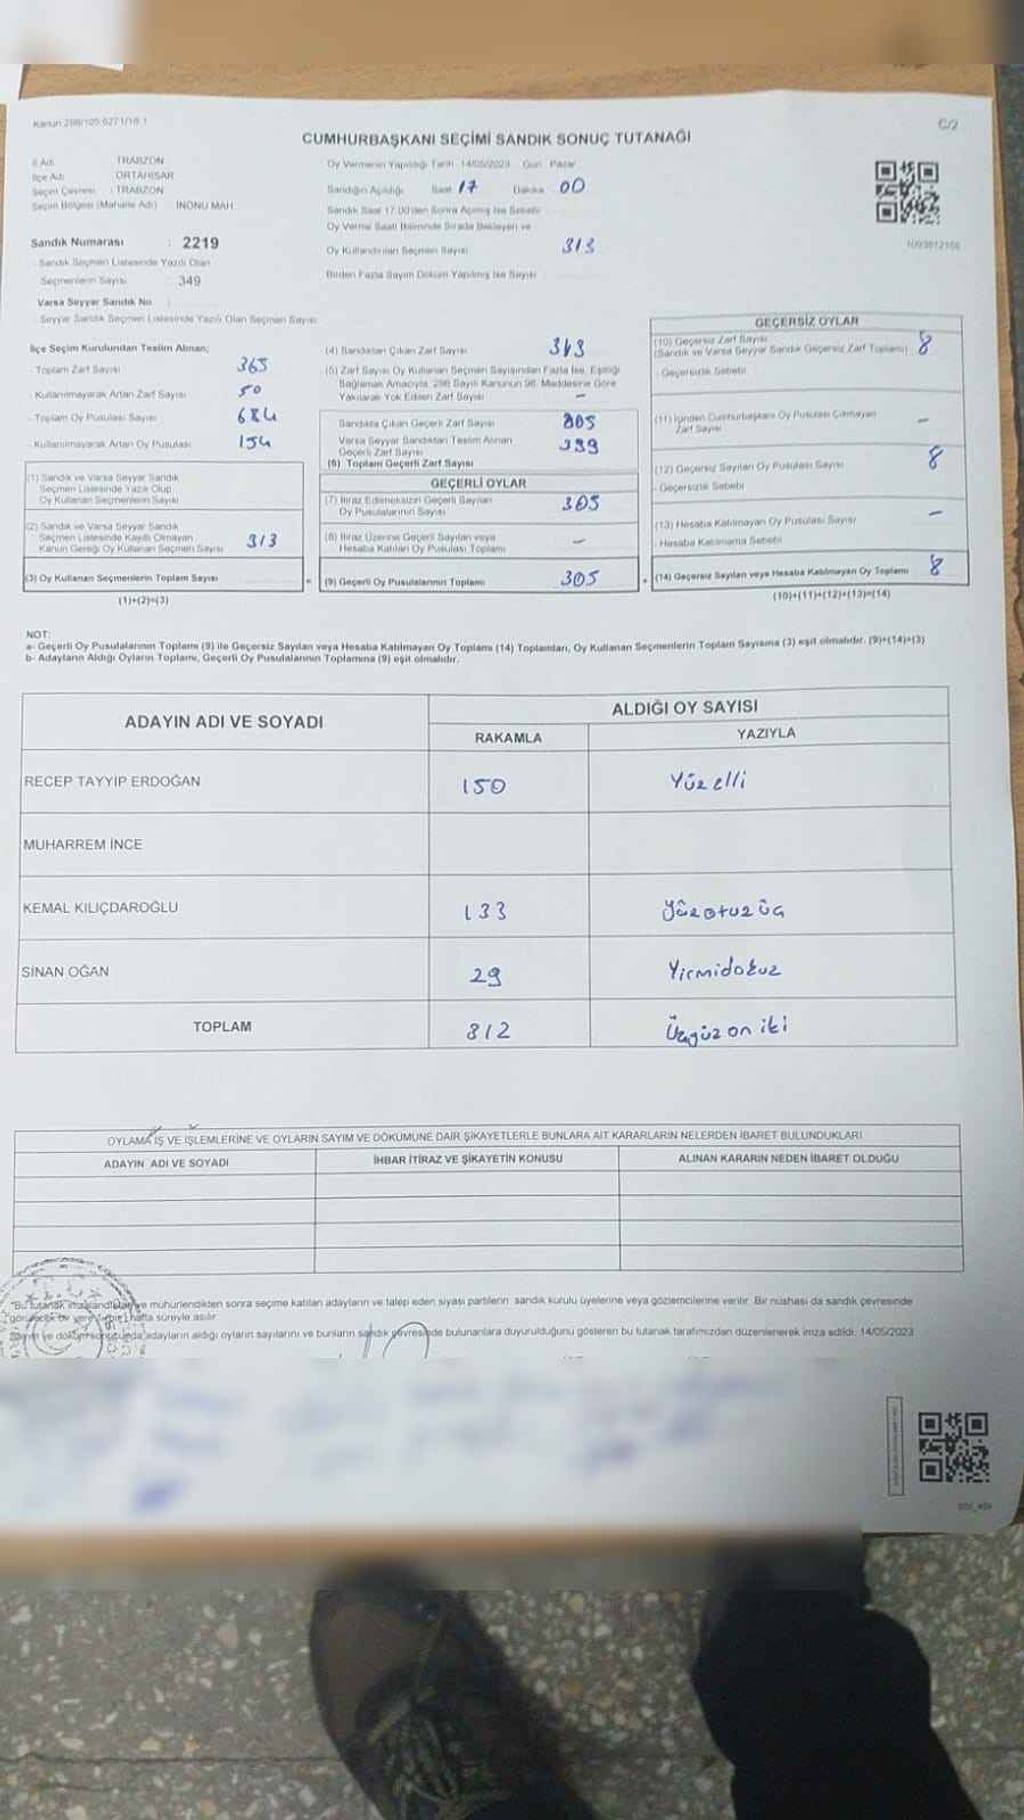 Kanun 298/105 6271/18.1
C/2
CUMHURBAŞKANI SEÇİMİ SANDIK SONUÇ TUTANAĞI
İl Adı TRABZON
İlçe Adı ORTAHİSAR
Seçim Çevresi : TRABZON
Seçim Bölgesi (Mahalle Adı) İNÖNÜ MAH.
Sandık Numarası : 2219
Sandık Seçmen Listesinde Yazılı Olan
Seçmenlerin Sayısı 349
Varsa Seyyar Sandık No
Seyyar Sandık Seçmen Listesinde Yazılı Olan Seçmen Sayısı
Oy Vermenin Yapıldığı Tarih 14/05/2023 Gün Pazar
Sandığın Açıldığı Saat 17 Dakika 00
Sandık Saat 17.00'den Sonra Açılmış İse Sebebi
Oy Verme Saati Bitiminde Sırada Bekleyen ve
Oy Kullandırılan Seçmen Sayısı 313
Birden Fazla Sayım Döküm Yapılmış İse Sayısı
İlçe Seçim Kurulundan Teslim Alınan;
- Toplam Zarf Sayısı 365
- Kullanılmayarak Artan Zarf Sayısı 50
- Toplam Oy Pusulası Sayısı 684
- Kullanılmayarak Artan Oy Pusulası 154
(1) Sandık ve Varsa Seyyar Sandık
Seçmen Listesinde Yazılı Olup
Oy Kullanan Seçmenlerin Sayısı
(2) Sandık ve Varsa Seyyar Sandık
Seçmen Listesinde Kayıtlı Olmayan
Kanun Gereği Oy Kullanan Seçmen Sayısı 313
(3) Oy Kullanan Seçmenlerin Toplam Sayısı
(1)+(2)=(3)
(4) Sandıktan Çıkan Zarf Sayısı 313
(5) Zarf Sayısı Oy Kullanan Seçmen Sayısından Fazla İse, Eşitliği
Sağlamak Amacıyla, 298 Sayılı Kanunun 98. Maddesine Göre
Yakılarak Yok Edilen Zarf Sayısı -
Sandıkta Çıkan Geçerli Zarf Sayısı 305
Varsa Seyyar Sandıktan Teslim Alınan
Geçerli Zarf Sayısı
(6) Toplam Geçerli Zarf Sayısı
GEÇERLİ OYLAR
(7) İtiraz Edilmeksizin Geçerli Sayılan
Oy Pusulalarının Sayısı 305
(8) İtiraz Üzerine Geçerli Sayılan veya
Hesaba Katılan Oy Pusulası Toplamı -
= (9) Geçerli Oy Pusulalarının Toplamı 305
GEÇERSİZ OYLAR
(10) Geçersiz Zarf Sayısı 8
(Sandık ve Varsa Seyyar Sandık Geçersiz Zarf Toplamı)
- Geçersizlik Sebebi
(11) İçinden Cumhurbaşkanı Oy Pusulası Çıkmayan
Zarf Sayısı -
(12) Geçersiz Sayılan Oy Pusulası Sayısı 8
- Geçersizlik Sebebi
(13) Hesaba Katılmayan Oy Pusulası Sayısı -
- Hesaba Katılmama Sebebi
+ (14) Geçersiz Sayılan veya Hesaba Katılmayan Oy Toplamı 8
(10)+(11)+(12)+(13)=(14)
NOT:
a- Geçerli Oy Pusulalarının Toplamı (9) ile Geçersiz Sayılan veya Hesaba Katılmayan Oy Toplamı (14) Toplamları, Oy Kullanan Seçmenlerin Toplam Sayısına (3) eşit olmalıdır. (9)+(14)=(3)
b- Adayların Aldığı Oyların Toplamı, Geçerli Oy Pusulalarının Toplamına (9) eşit olmalıdır.
ADAYIN ADI VE SOYADI
ALDIĞI OY SAYISI
RAKAMLA YAZIYLA
RECEP TAYYİP ERDOĞAN 150 Yüzelli
MUHARREM İNCE
KEMAL KILIÇDAROĞLU 133 yüzotuzüç
SİNAN OĞAN 29 Yirmidokuz
TOPLAM 312 Üçyüzoniki
OYLAMA İŞ VE İŞLEMLERİNE VE OYLARIN SAYIM VE DÖKÜMÜNE DAİR ŞİKAYETLERLE BUNLARA AİT KARARLARIN NELERDEN İBARET BULUNDUKLARI
ADAYIN ADI VE SOYADI İHBAR İTİRAZ VE ŞİKAYETİN KONUSU ALINAN KARARIN NEDEN İBARET OLDUĞU
"Bu tutanak imzalandıktan ve mühürlendikten sonra seçime katılan adayların ve talep eden siyasi partilerin sandık kurulu üyelerine veya gözlemcilerine verilir. Bir nüshası da sandık çevresinde
görülecek bir yere 1 hafta süreyle asılır.
Sayım ve döküm sonucunda adayların aldığı oyların sayılarını ve bunların sandık çevresinde bulunanlara duyurulduğunu gösteren bu tutanak tarafımızdan düzenlenerek imza edildi. 14/05/2023